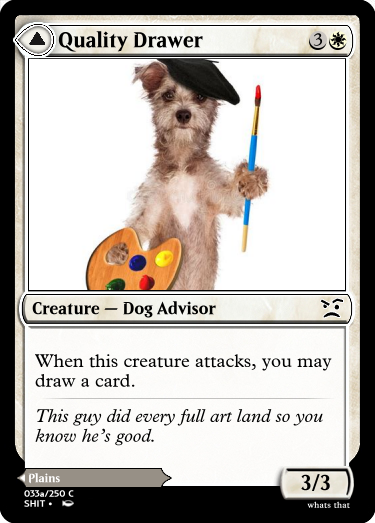 Quality Drawer 3
Creature — Dog Advisor
When this creature attacks, you may
draw a card.
This guy did every full art land so you
know he's good.
Plains
3/3
033a/250 C
SHIT •
whats that